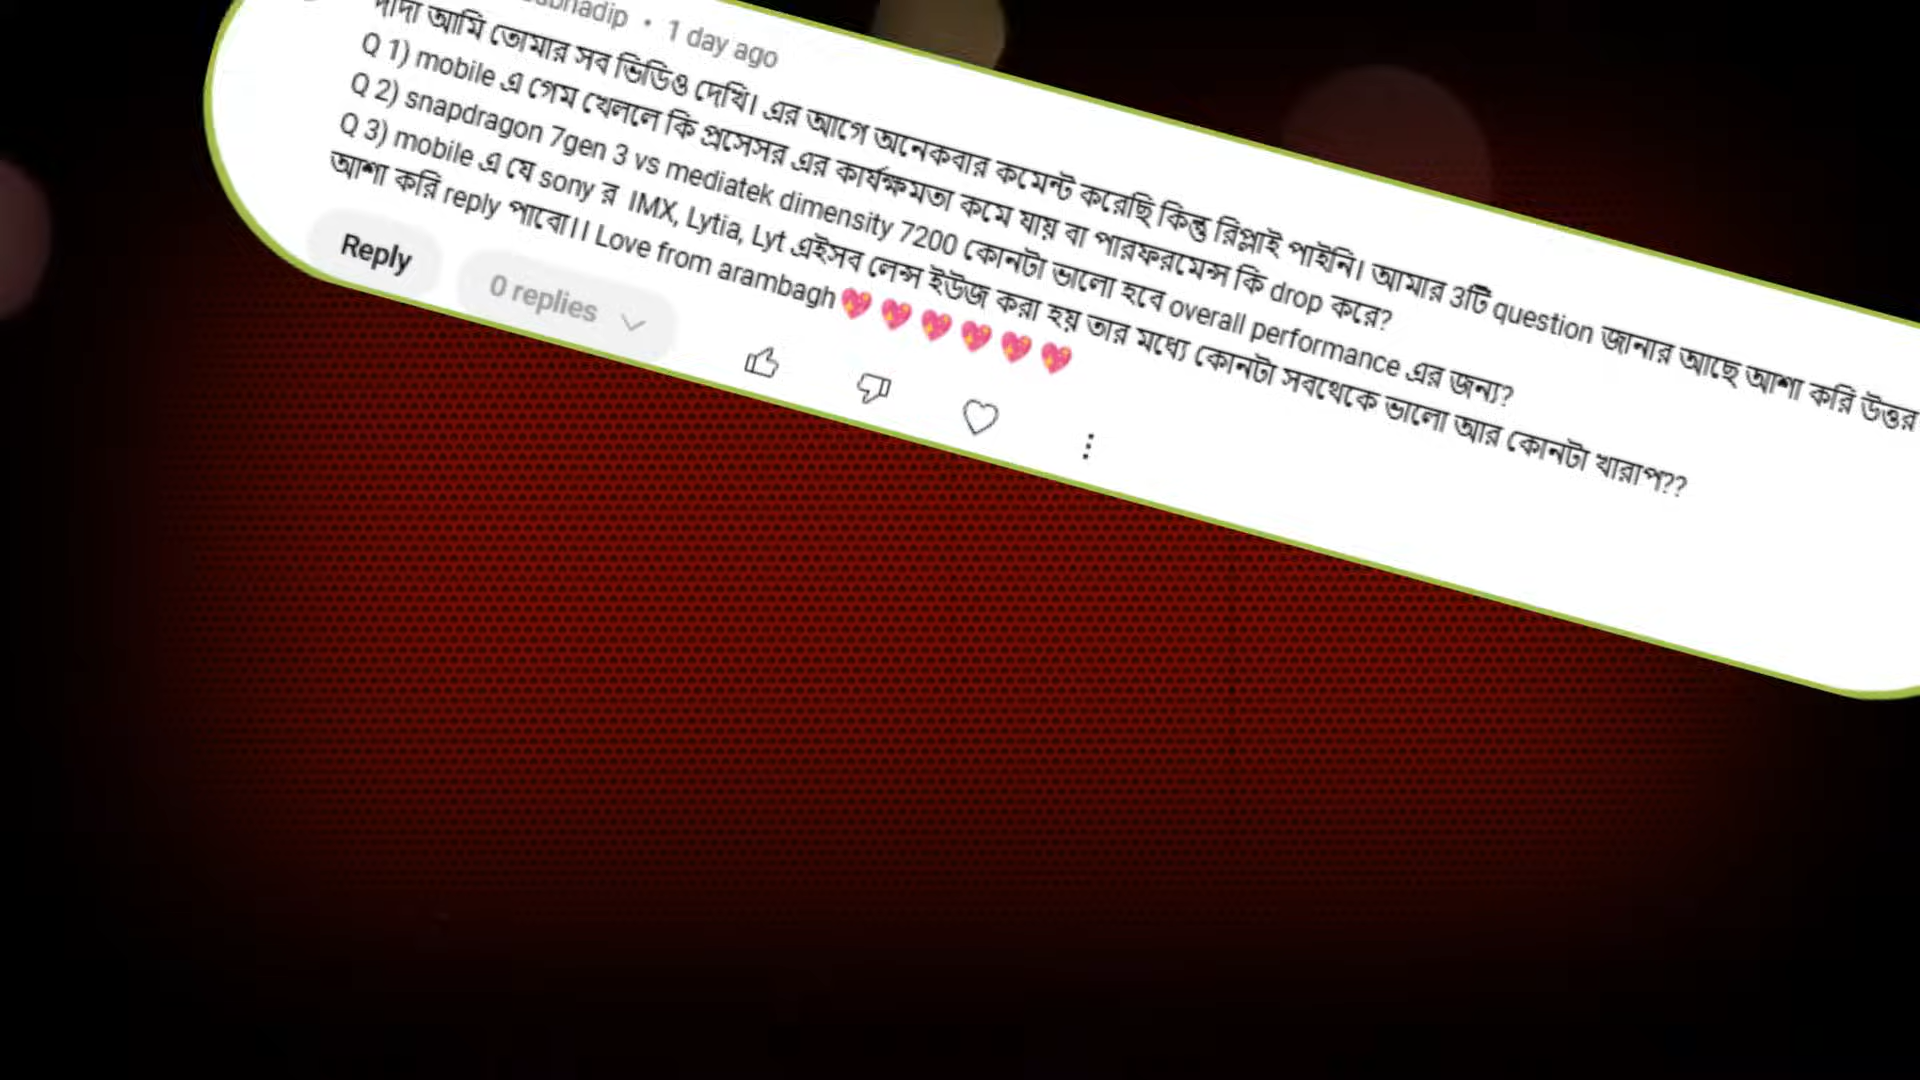 • 1 day ago
দাদা আমি তোমার সব ভিডিও দেখি। এর আগে অনেকবার কমেন্ট করেছি কিন্তু রিপ্লাই পাইনি। আমার 3টি question জানার আছে আশা করি উত্তর
Q 1) mobile এ গেম খেললে কি প্রসেসর এর কার্যক্ষমতা কমে যায় বা পারফরমেন্স কি drop করে?
Q 2) snapdragon 7gen 3 vs mediatek dimensity 7200 কোনটা ভালো হবে overall performance এর জন্য?
Q 3) mobile এ যে sony র IMX, Lytia, Lyt এইসব লেন্স ইউজ করা হয় তার মধ্যে কোনটা সবথেকে ভালো আর কোনটা খারাপ??
আশা করি reply পাবো।।। Love from arambagh 💖 💖 💖 💖 💖 💖
Reply
0 replies